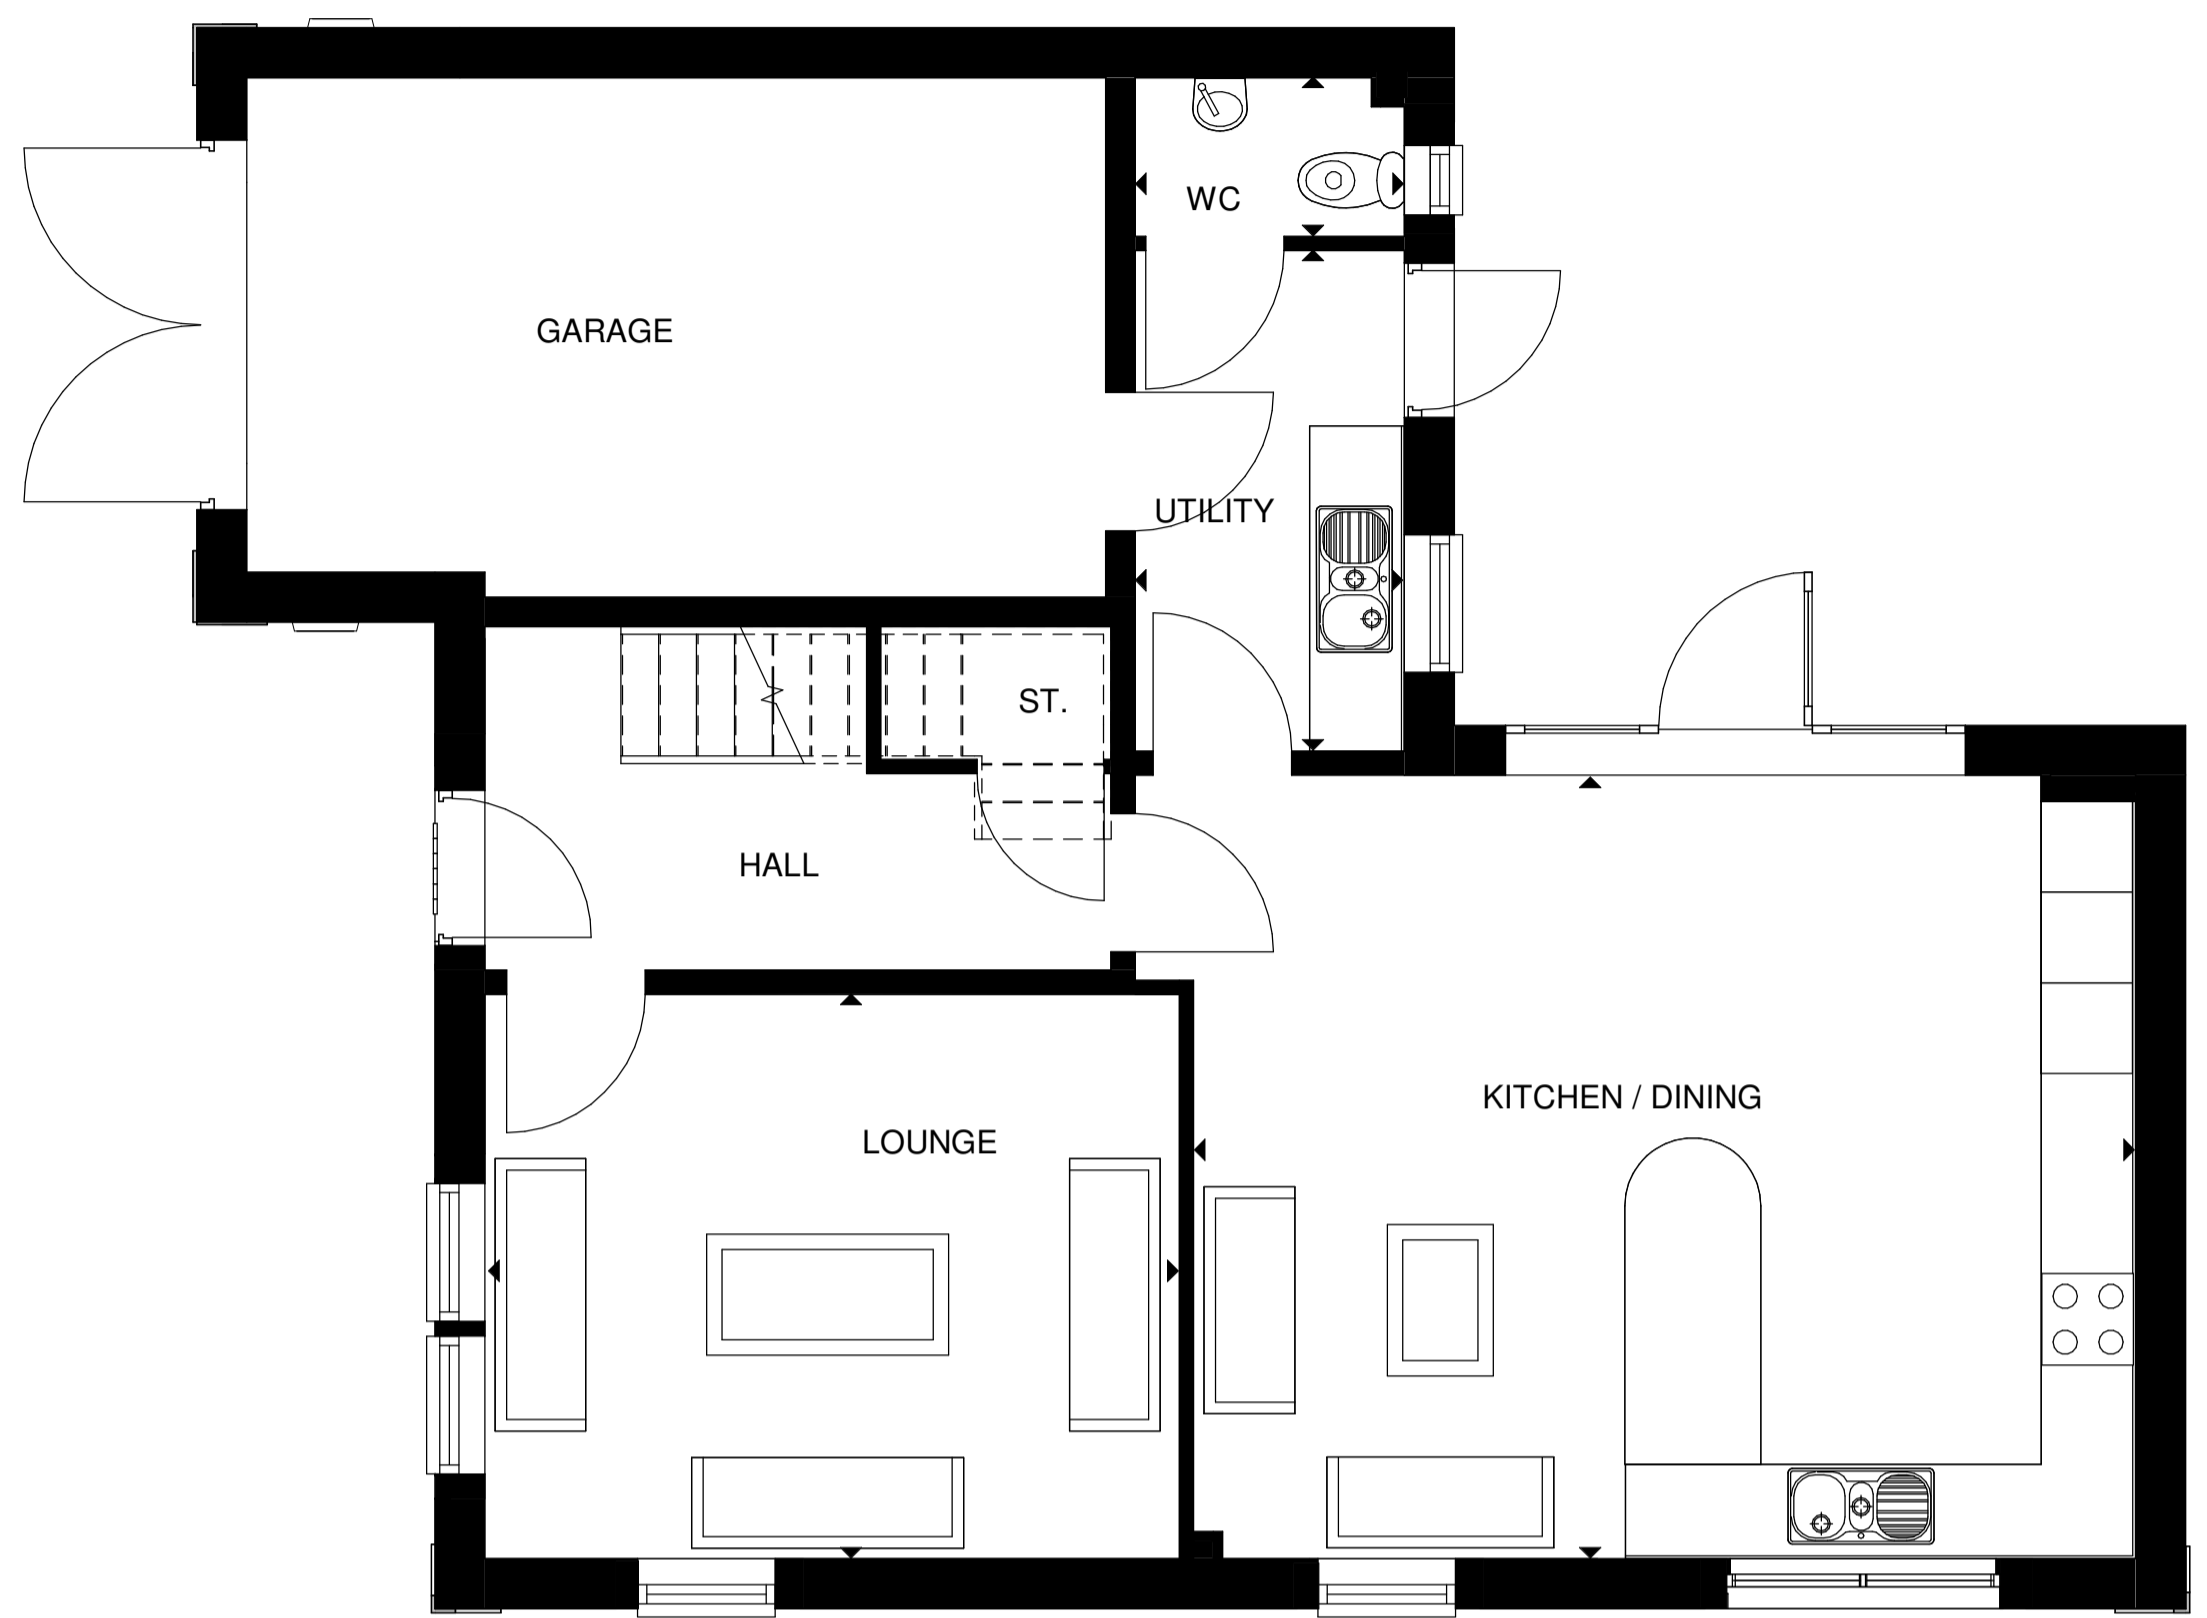 WC
GARAGE
UTILITY
ST.
HALL
KITCHEN / DINING
LOUNGE